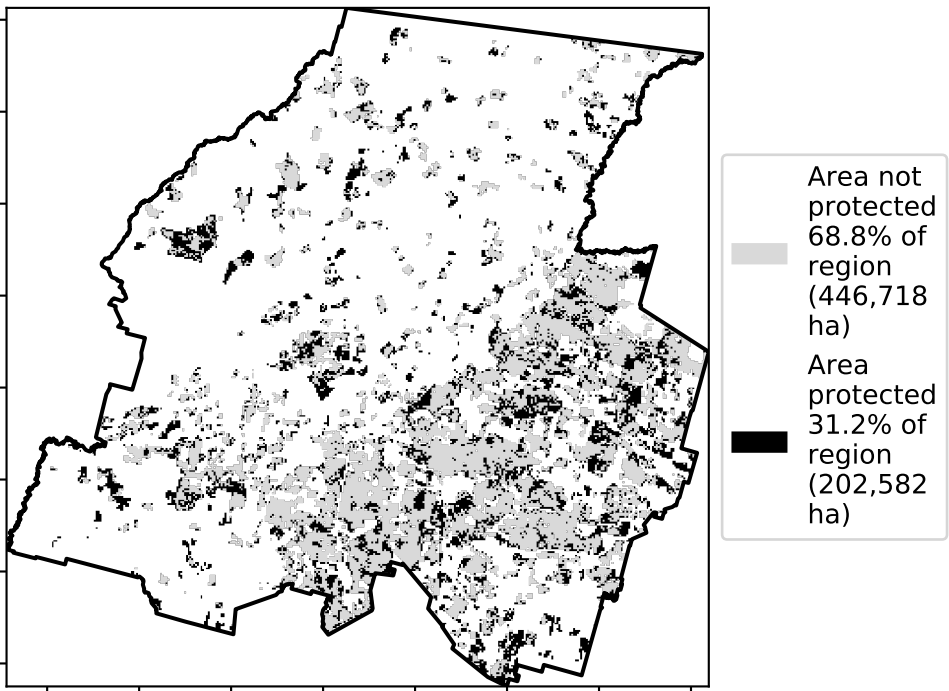 Area not
protected
68.8% of
region
(446,718
ha)
Area
protected
31.2% of
region
(202,582
ha)